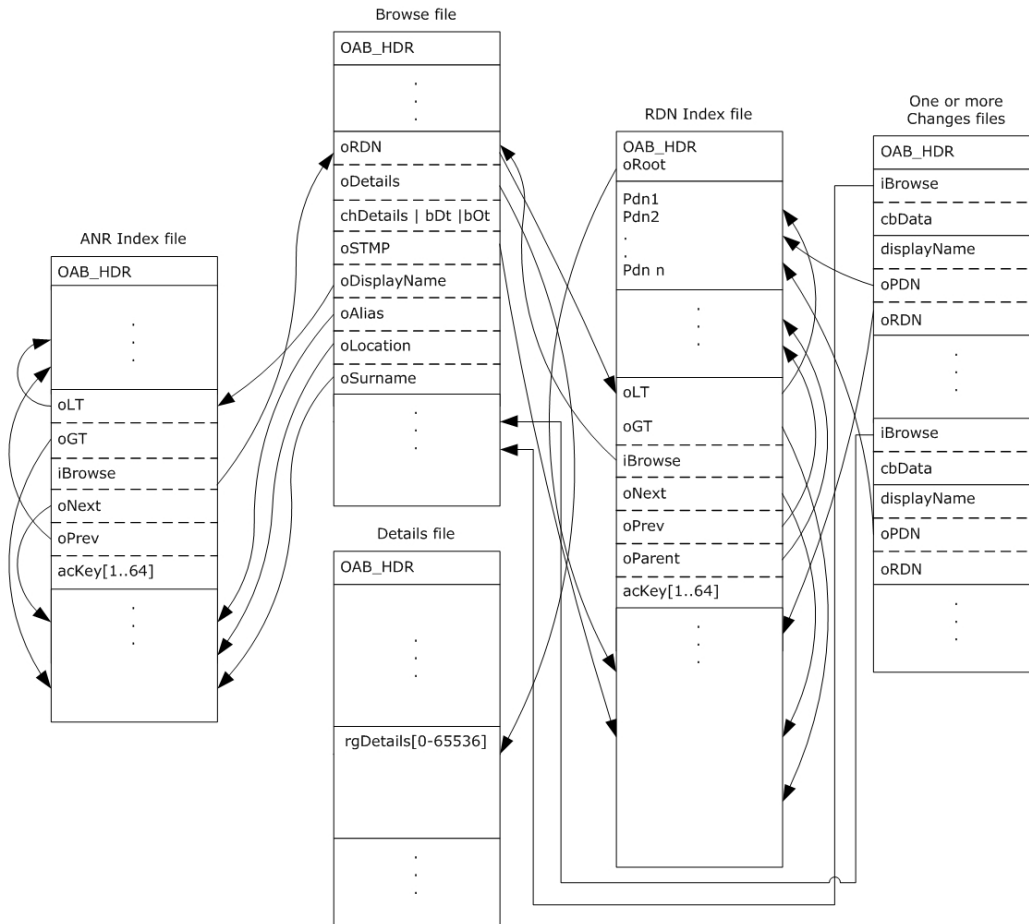 Browse file
OAB_HDR
.
.
.
oRDN
oDetails
chDetails | bDt |bOt
oSTMP
oDisplayName
oAlias
oLocation
oSurname
.
.
.
ANR Index file
OAB_HDR
.
.
.
oLT
oGT
iBrowse
oNext
oPrev
acKey[1..64]
.
.
.
Details file
OAB_HDR
.
.
.
rgDetails[0-65536]
.
.
.
RDN Index file
OAB_HDR
oRoot
Pdn1
Pdn2
.
.
Pdn n
.
.
.
oLT
oGT
iBrowse
oNext
oPrev
oParent
acKey[1..64]
.
.
.
One or more
Changes files
OAB_HDR
iBrowse
cbData
displayName
oPDN
oRDN
.
.
.
iBrowse
cbData
displayName
oPDN
oRDN
.
.
.